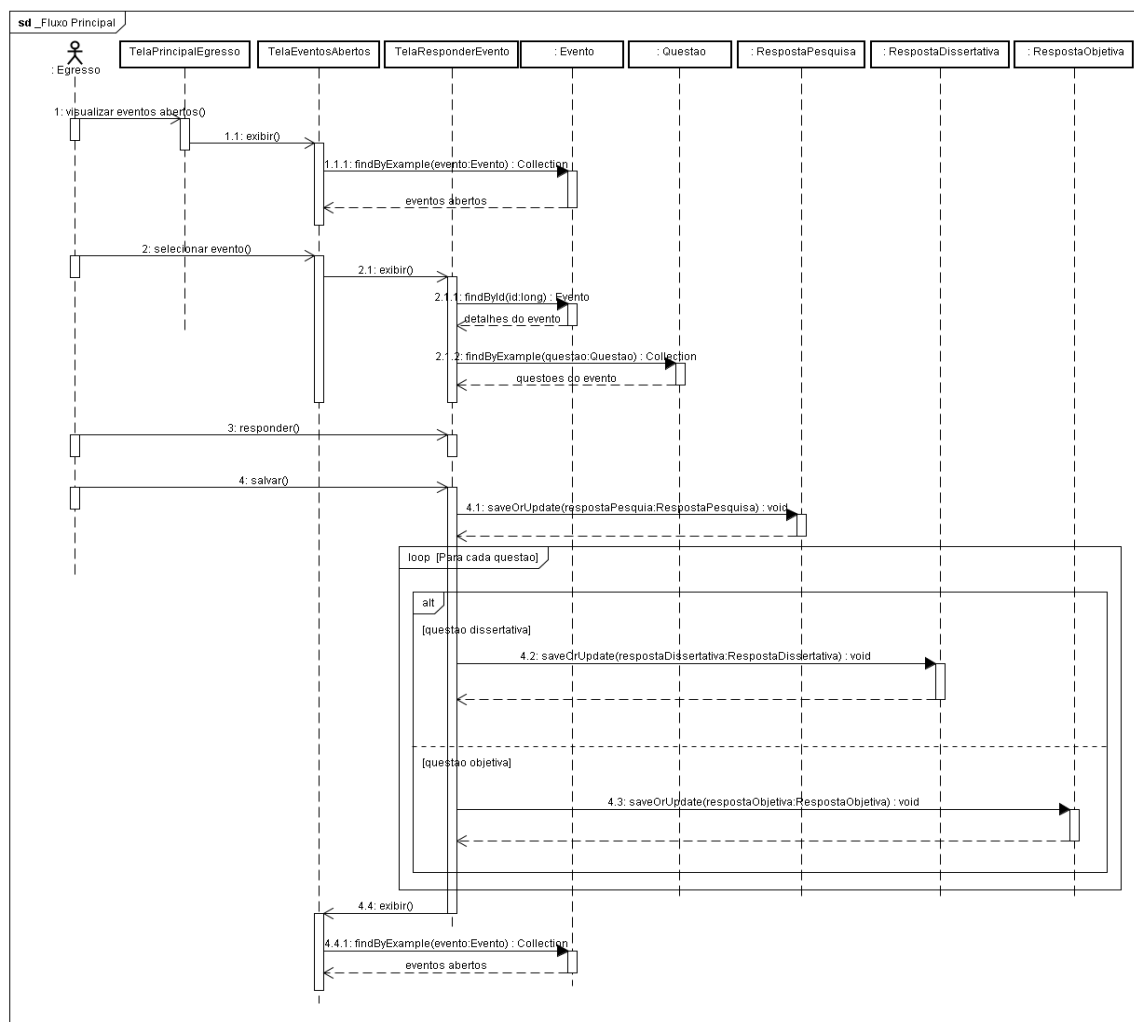 sd _Fluxo Principal
: Egresso
TelaPrincipalEgresso
TelaEventosAbertos
TelaResponderEvento
: Evento
: Questao
: RespostaPesquisa
: RespostaDissertativa
: RespostaObjetiva
1: visualizar eventos abertos()
1.1: exibir()
1.1.1: findByExample(evento:Evento) : Collection
eventos abertos
2: selecionar evento()
2.1: exibir()
2.1.1: findById(id:long) : Evento
detalhes do evento
2.1.2: findByExample(questao:Questao) : Collection
questoes do evento
3: responder()
4: salvar()
4.1: saveOrUpdate(respostaPesquia:RespostaPesquisa) : void
loop [Para cada questao]
alt
[questao dissertativa]
4.2: saveOrUpdate(respostaDissertativa:RespostaDissertativa) : void
[questao objetiva]
4.3: saveOrUpdate(respostaObjetiva:RespostaObjetiva) : void
4.4: exibir()
4.4.1: findByExample(evento:Evento) : Collection
eventos abertos